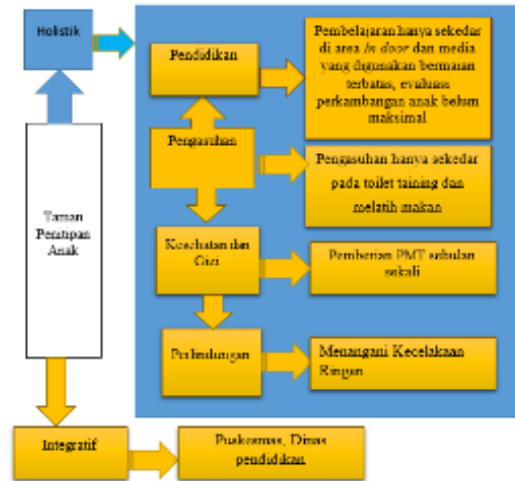 Holistik
Pendidikan
Pembelajaran hanya sekedar
di area in door dan media
yang digunakan bermain
terbatas, evaluasi
perkambangan anak belum
maksimal
Pengasuhan
Pengasuhan hanya sekedar
pada toilet taining dan
melatih makan
Taman
Penitipan
Anak
Kesehatan dan
Gizi
Pemberian PMT sebulan
sekali
Perlindungan
Menangani Kecelakaan
Ringan
Integratif
Puskesmas, Dinas
pendidikan.